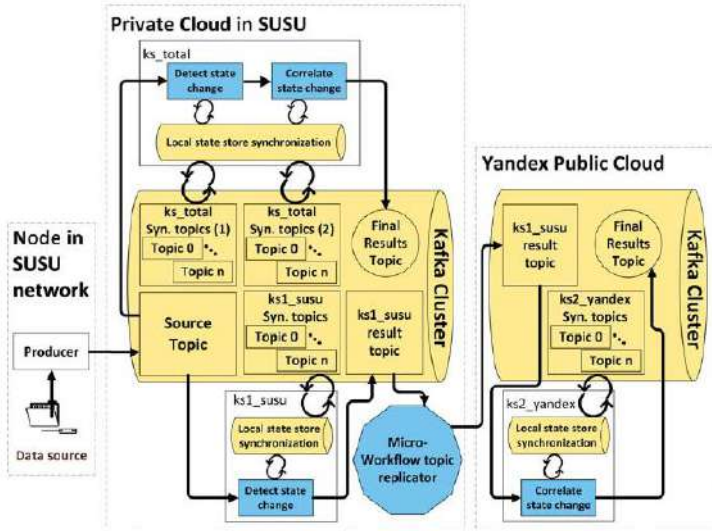 Private Cloud in SUSU
ks_total
Detect state
change
Correlate
state change
Local state store synchronization
ks_total
Syn. topics (1)
Topic 0
Topic n
ks_total
Syn. topics (2)
Topic 0
Topic n
Final
Results
Topic
Kafka Cluster
Node in
SUSU
network
Producer
Data source
Source
Topic
ks1_susu
Syn. topics
Topic 0
Topic n
ks1_susu
result
topic
ks1_susu
Local state store
synchronization
Detect state
change
Micro-
Workflow topic
replicator
Yandex Public Cloud
ks1_susu
result
topic
Final
Results
Topic
Kafka Cluster
ks2_yandex
Syn. topics
Topic 0
Topic n
ks2_yandex
Local state store
synchronization
Correlate
state change